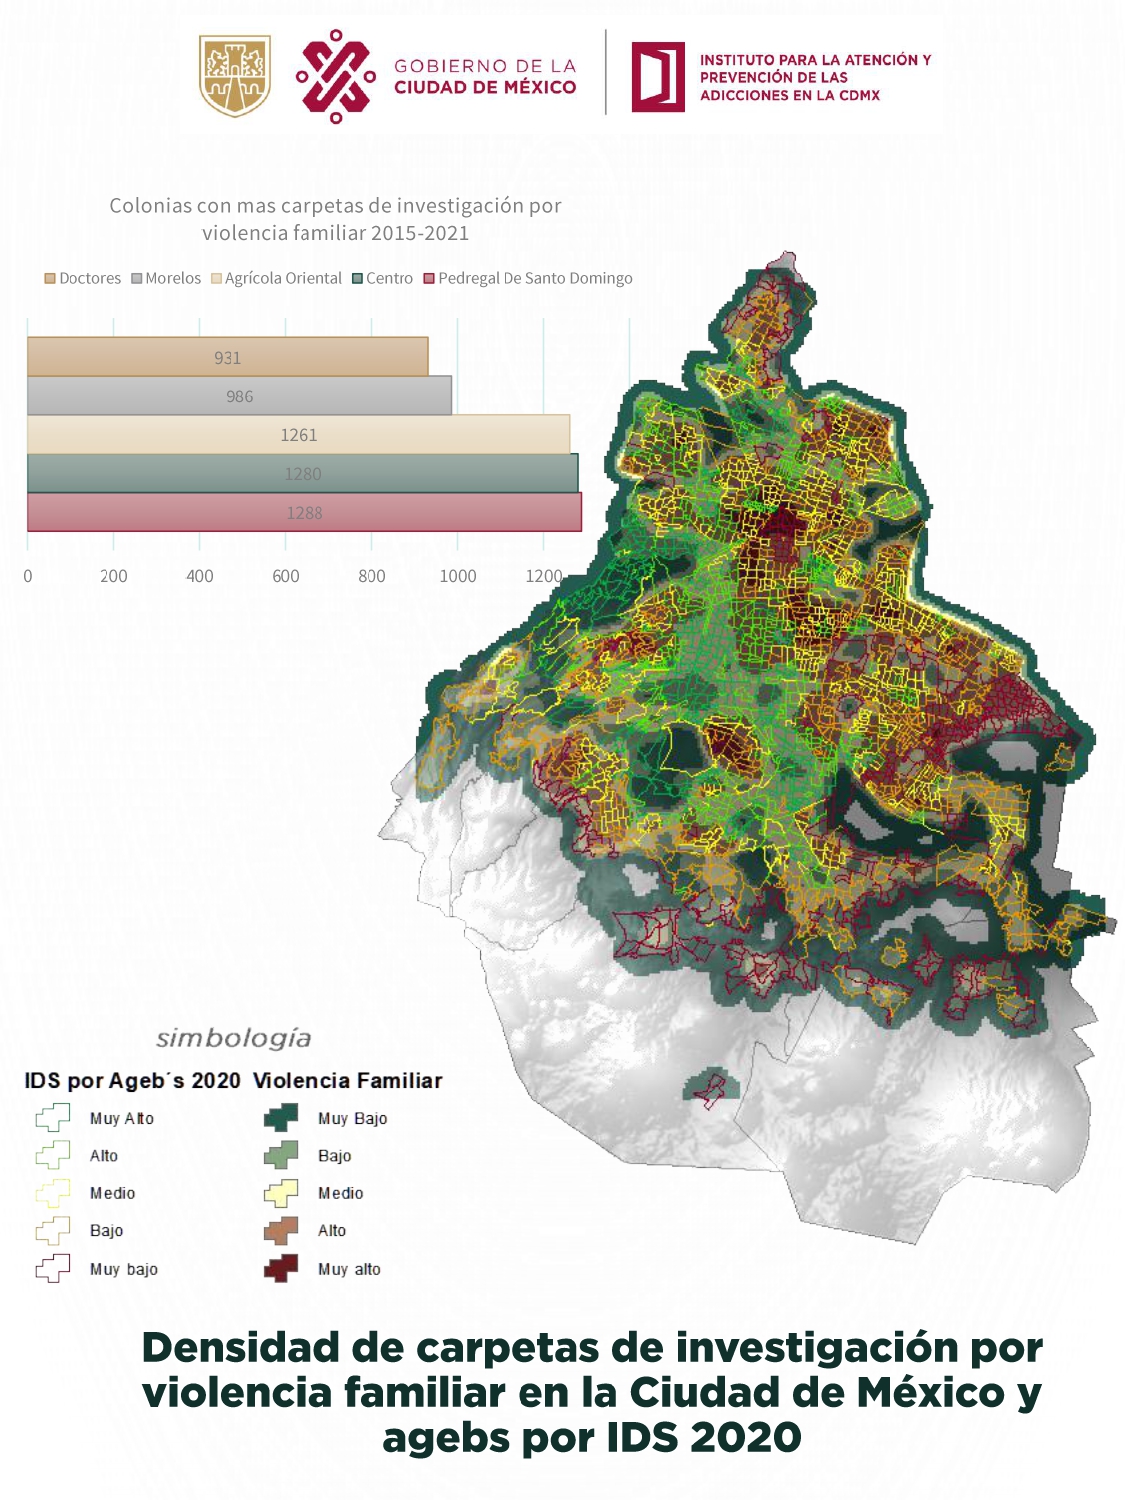 GOBIERNO DE LA
CIUDAD DE MÉXICO
INSTITUTO PARA LA ATENCIÓN Y
PREVENCIÓN DE LAS
ADICCIONES EN LA CDMX
Colonias con mas carpetas de investigación por
violencia familiar 2015-2021
Doctores Morelos Agrícola Oriental Centro Pedregal De Santo Domingo
931
986
1261
1280
1288
0 200 400 600 800 1000 1200
simbología
IDS por Ageb´s 2020 Violencia Familiar
Muy Alto Muy Bajo
Alto Bajo
Medio Medio
Bajo Alto
Muy bajo Muy alto
Densidad de carpetas de investigación por
violencia familiar en la Ciudad de México y
agebs por IDS 2020